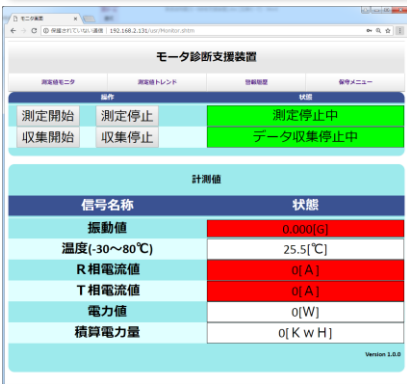 モニタ画面
保護されていない通信 | 192.168.2.131/usr/Monitor.shtm
モータ診断支援装置
測定値モニタ 測定値トレンド 登録履歴 保守メニュー
操作 状態
測定開始 測定停止 測定停止中
収集開始 収集停止 データ収集停止中
計測値
信号名称 状態
振動値 0.000[G]
温度(-30～80℃) 25.5[℃]
R相電流値 0[A]
T相電流値 0[A]
電力値 0[W]
積算電力量 0[KwH]
Version 1.0.0